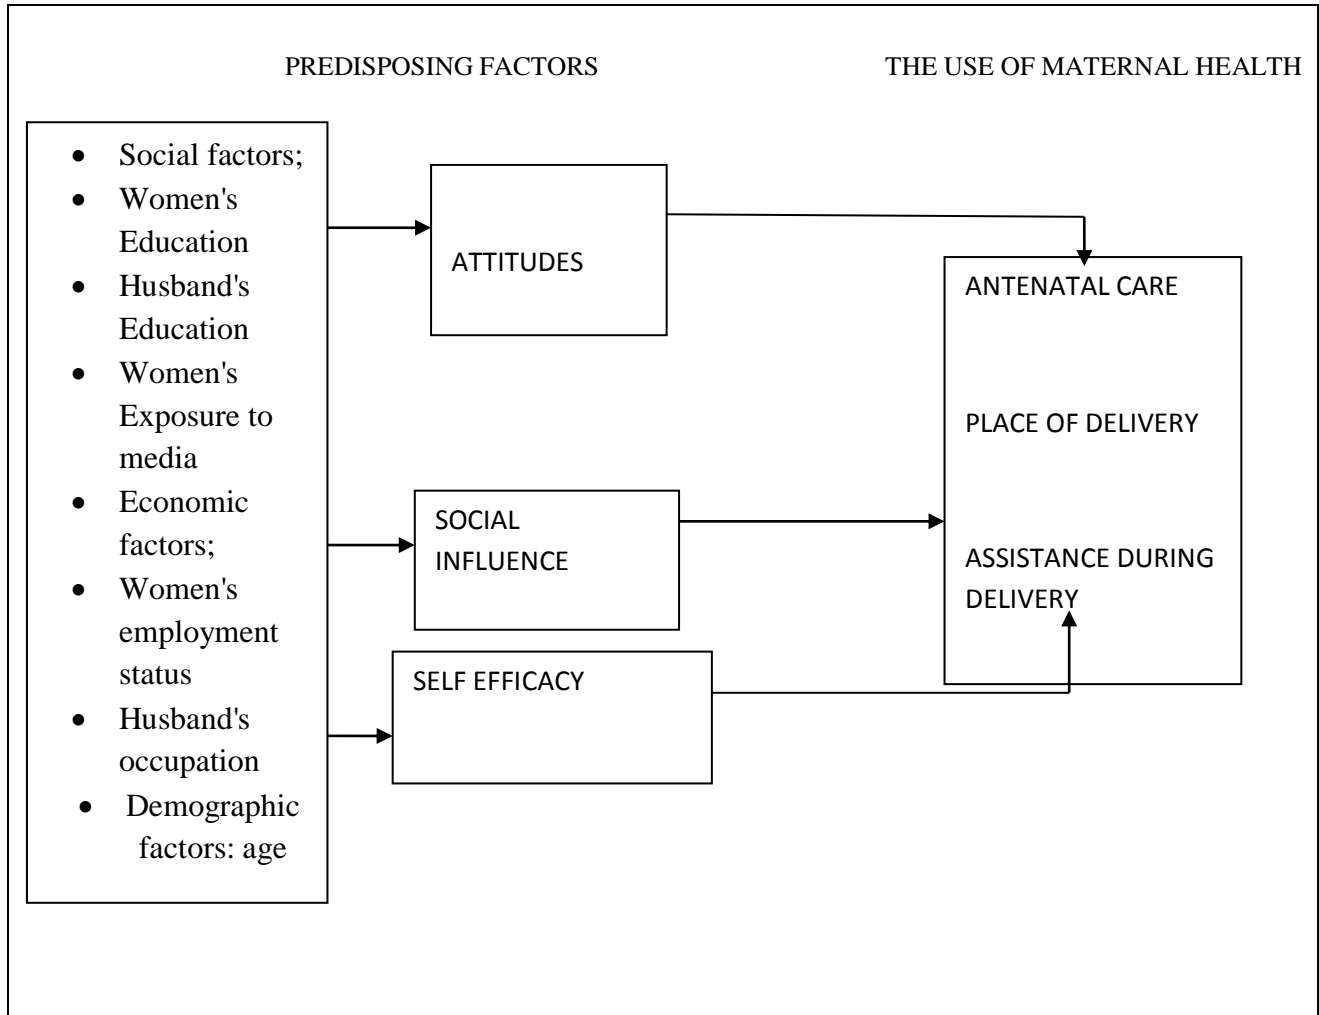 PREDISPOSING FACTORS
THE USE OF MATERNAL HEALTH
• Social factors;
• Women's
Education
• Husband's
Education
• Women's
Exposure to
media
• Economic
factors;
• Women's
employment
status
• Husband's
occupation
• Demographic
factors: age
ATTITUDES
SOCIAL
INFLUENCE
SELF EFFICACY
ANTENATAL CARE
PLACE OF DELIVERY
ASSISTANCE DURING
DELIVERY